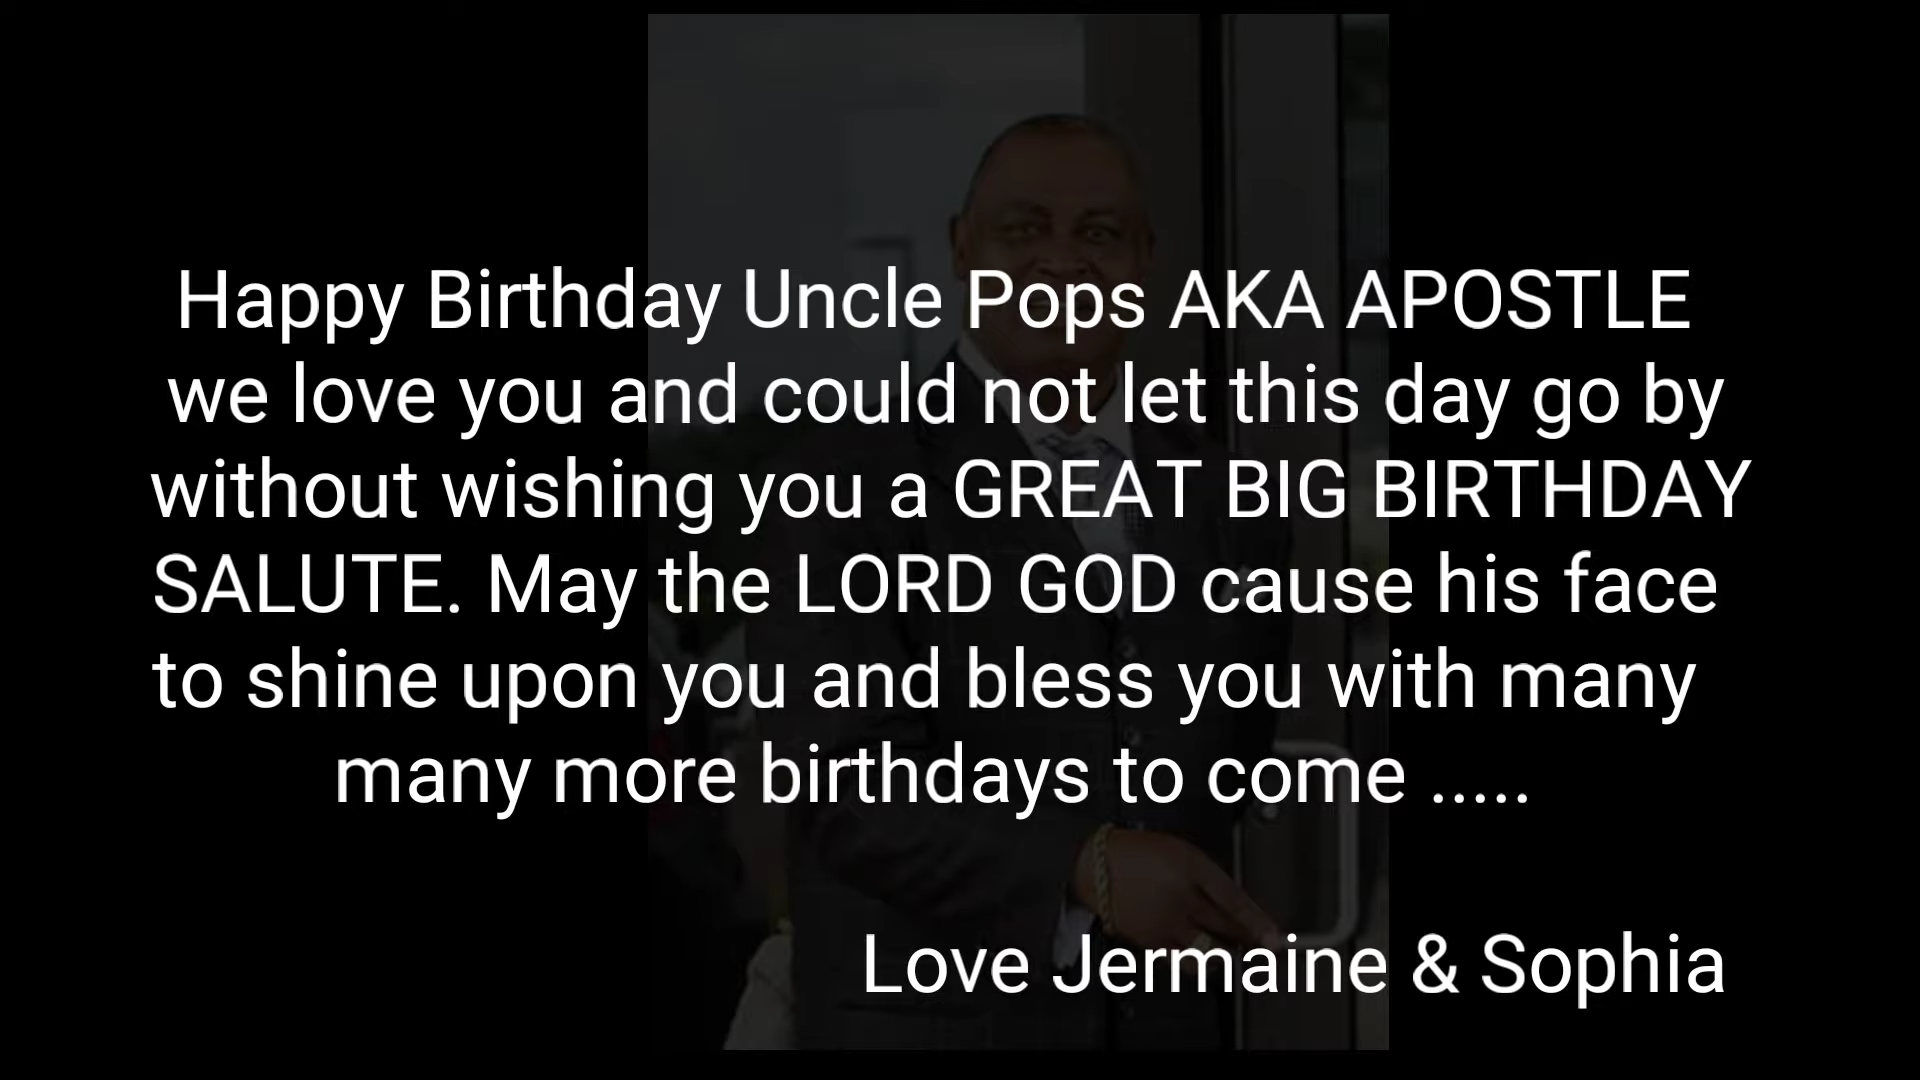 Happy Birthday Uncle Pops AKA APOSTLE
we love you and could not let this day go by
without wishing you a GREAT BIG BIRTHDAY
SALUTE. May the LORD GOD cause his face
to shine upon you and bless you with many
many more birthdays to come .....
Love Jermaine & Sophia